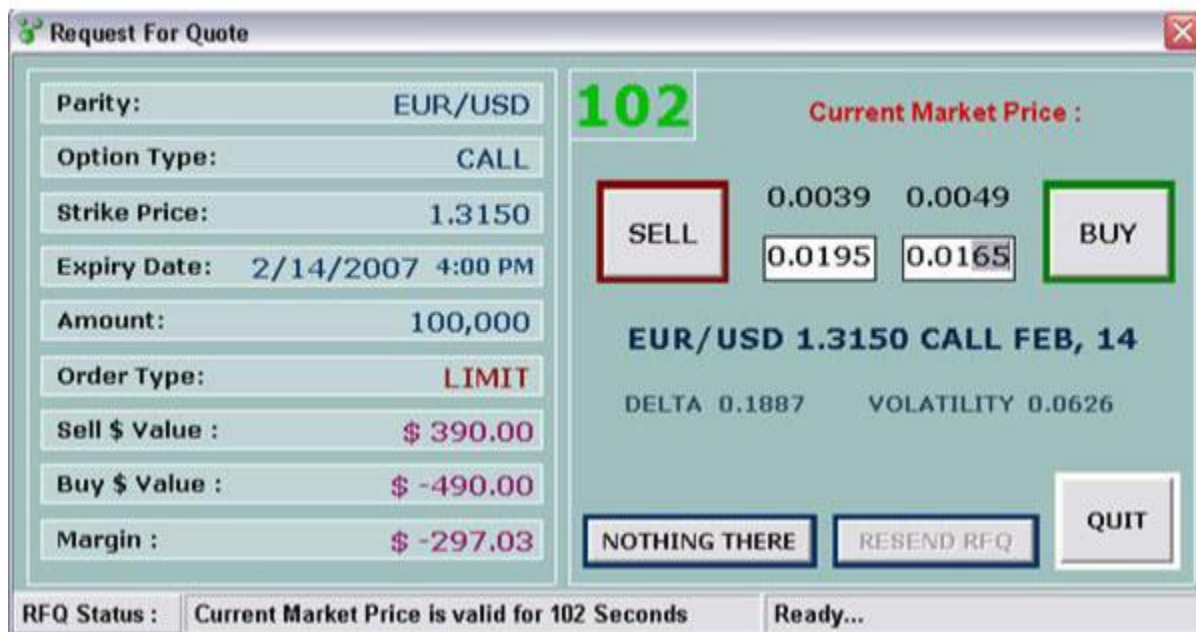 Request For Quote
Parity: EUR/USD
Option Type: CALL
Strike Price: 1.3150
Expiry Date: 2/14/2007 4:00 PM
Amount: 100,000
Order Type: LIMIT
Sell $ Value : $ 390.00
Buy $ Value : $ -490.00
Margin : $ -297.03
102
Current Market Price :
SELL
0.0039 0.0049
0.0195 0.0165
BUY
EUR/USD 1.3150 CALL FEB, 14
DELTA 0.1887 VOLATILITY 0.0626
NOTHING THERE
RESEND RFQ
QUIT
RFQ Status : Current Market Price is valid for 102 Seconds Ready...